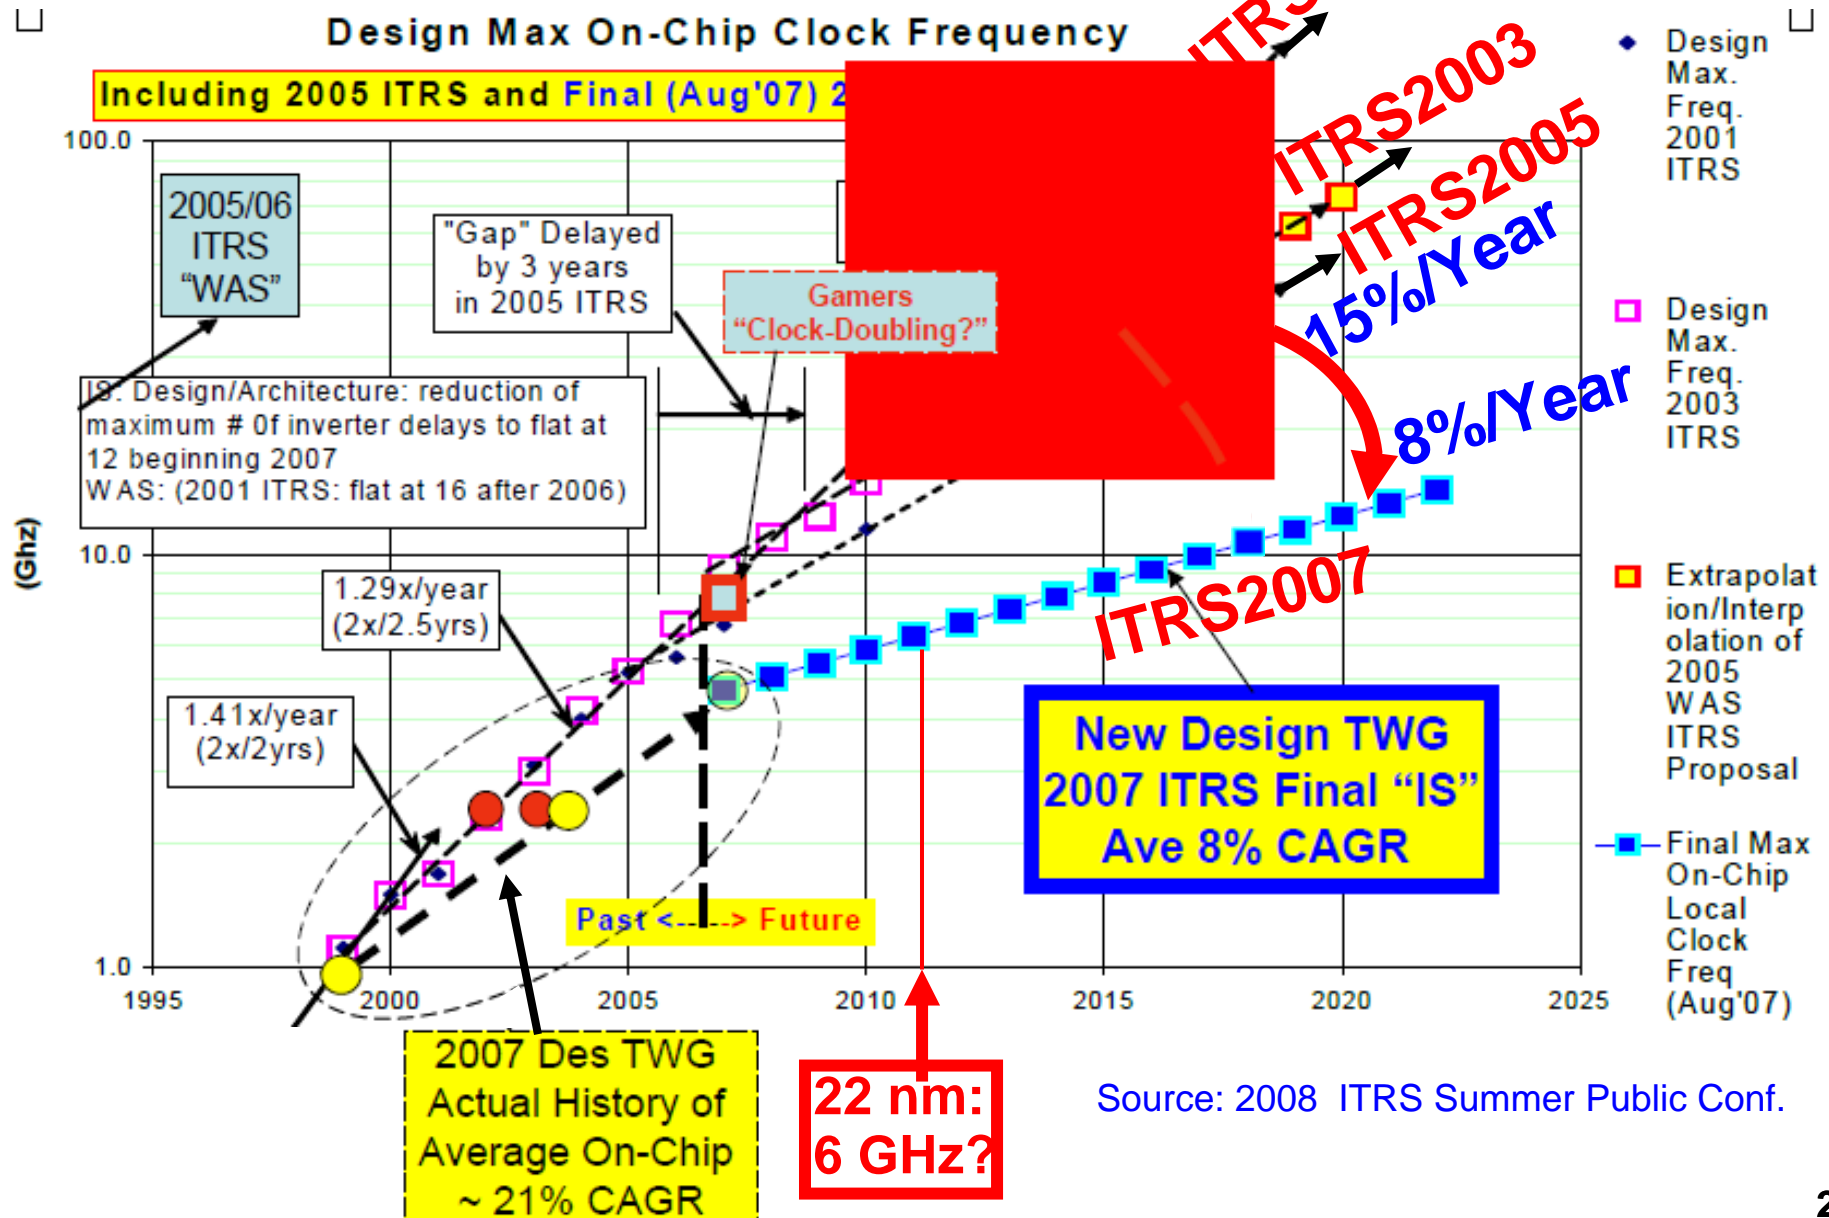 Design Max On-Chip Clock Frequency
Including 2005 ITRS and Final (Aug'07) 2
(Ghz)
100.0
10.0
1.0
1995
2000
2005
2010
2015
2020
2025
2005/06
ITRS
“WAS”
"Gap" Delayed
by 3 years
in 2005 ITRS
Gamers
“Clock-Doubling?”
IS: Design/Architecture: reduction of
maximum # 0f inverter delays to flat at
12 beginning 2007
WAS: (2001 ITRS: flat at 16 after 2006)
1.29x/year
(2x/2.5yrs)
1.41x/year
(2x/2yrs)
Past <-----> Future
2007 Des TWG
Actual History of
Average On-Chip
~ 21% CAGR
22 nm:
6 GHz?
New Design TWG
2007 ITRS Final “IS”
Ave 8% CAGR
ITRS
ITRS2003
ITRS2005
15%/Year
8%/Year
ITRS2007
Design
Max.
Freq.
2001
ITRS
Design
Max.
Freq.
2003
ITRS
Extrapolat
ion/Interp
olation of
2005
WAS
ITRS
Proposal
Final Max
On-Chip
Local
Clock
Freq
(Aug'07)
Source: 2008 ITRS Summer Public Conf.
2